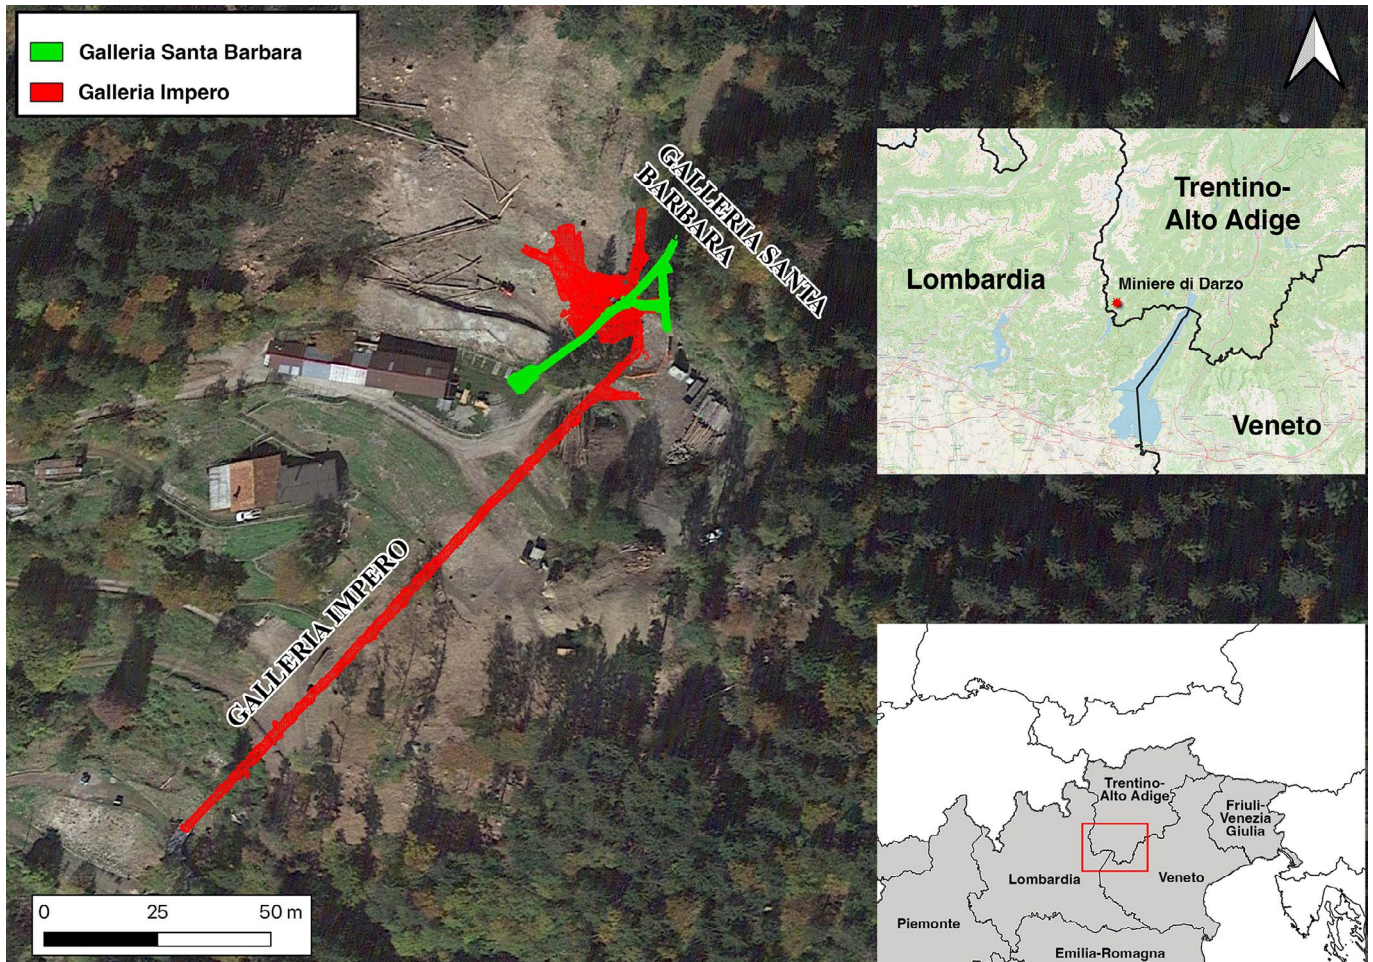 Galleria Santa Barbara
Galleria Impero
GALLERIA SANTA
BARBARA
GALLERIA IMPERO
0 25 50 m
Trentino-
Alto Adige
Lombardia
Miniere di Darzo
Veneto
Trentino-
Alto Adige
Friuli-
Venezia
Giulia
Lombardia
Veneto
Piemonte
Emilia-Romagna